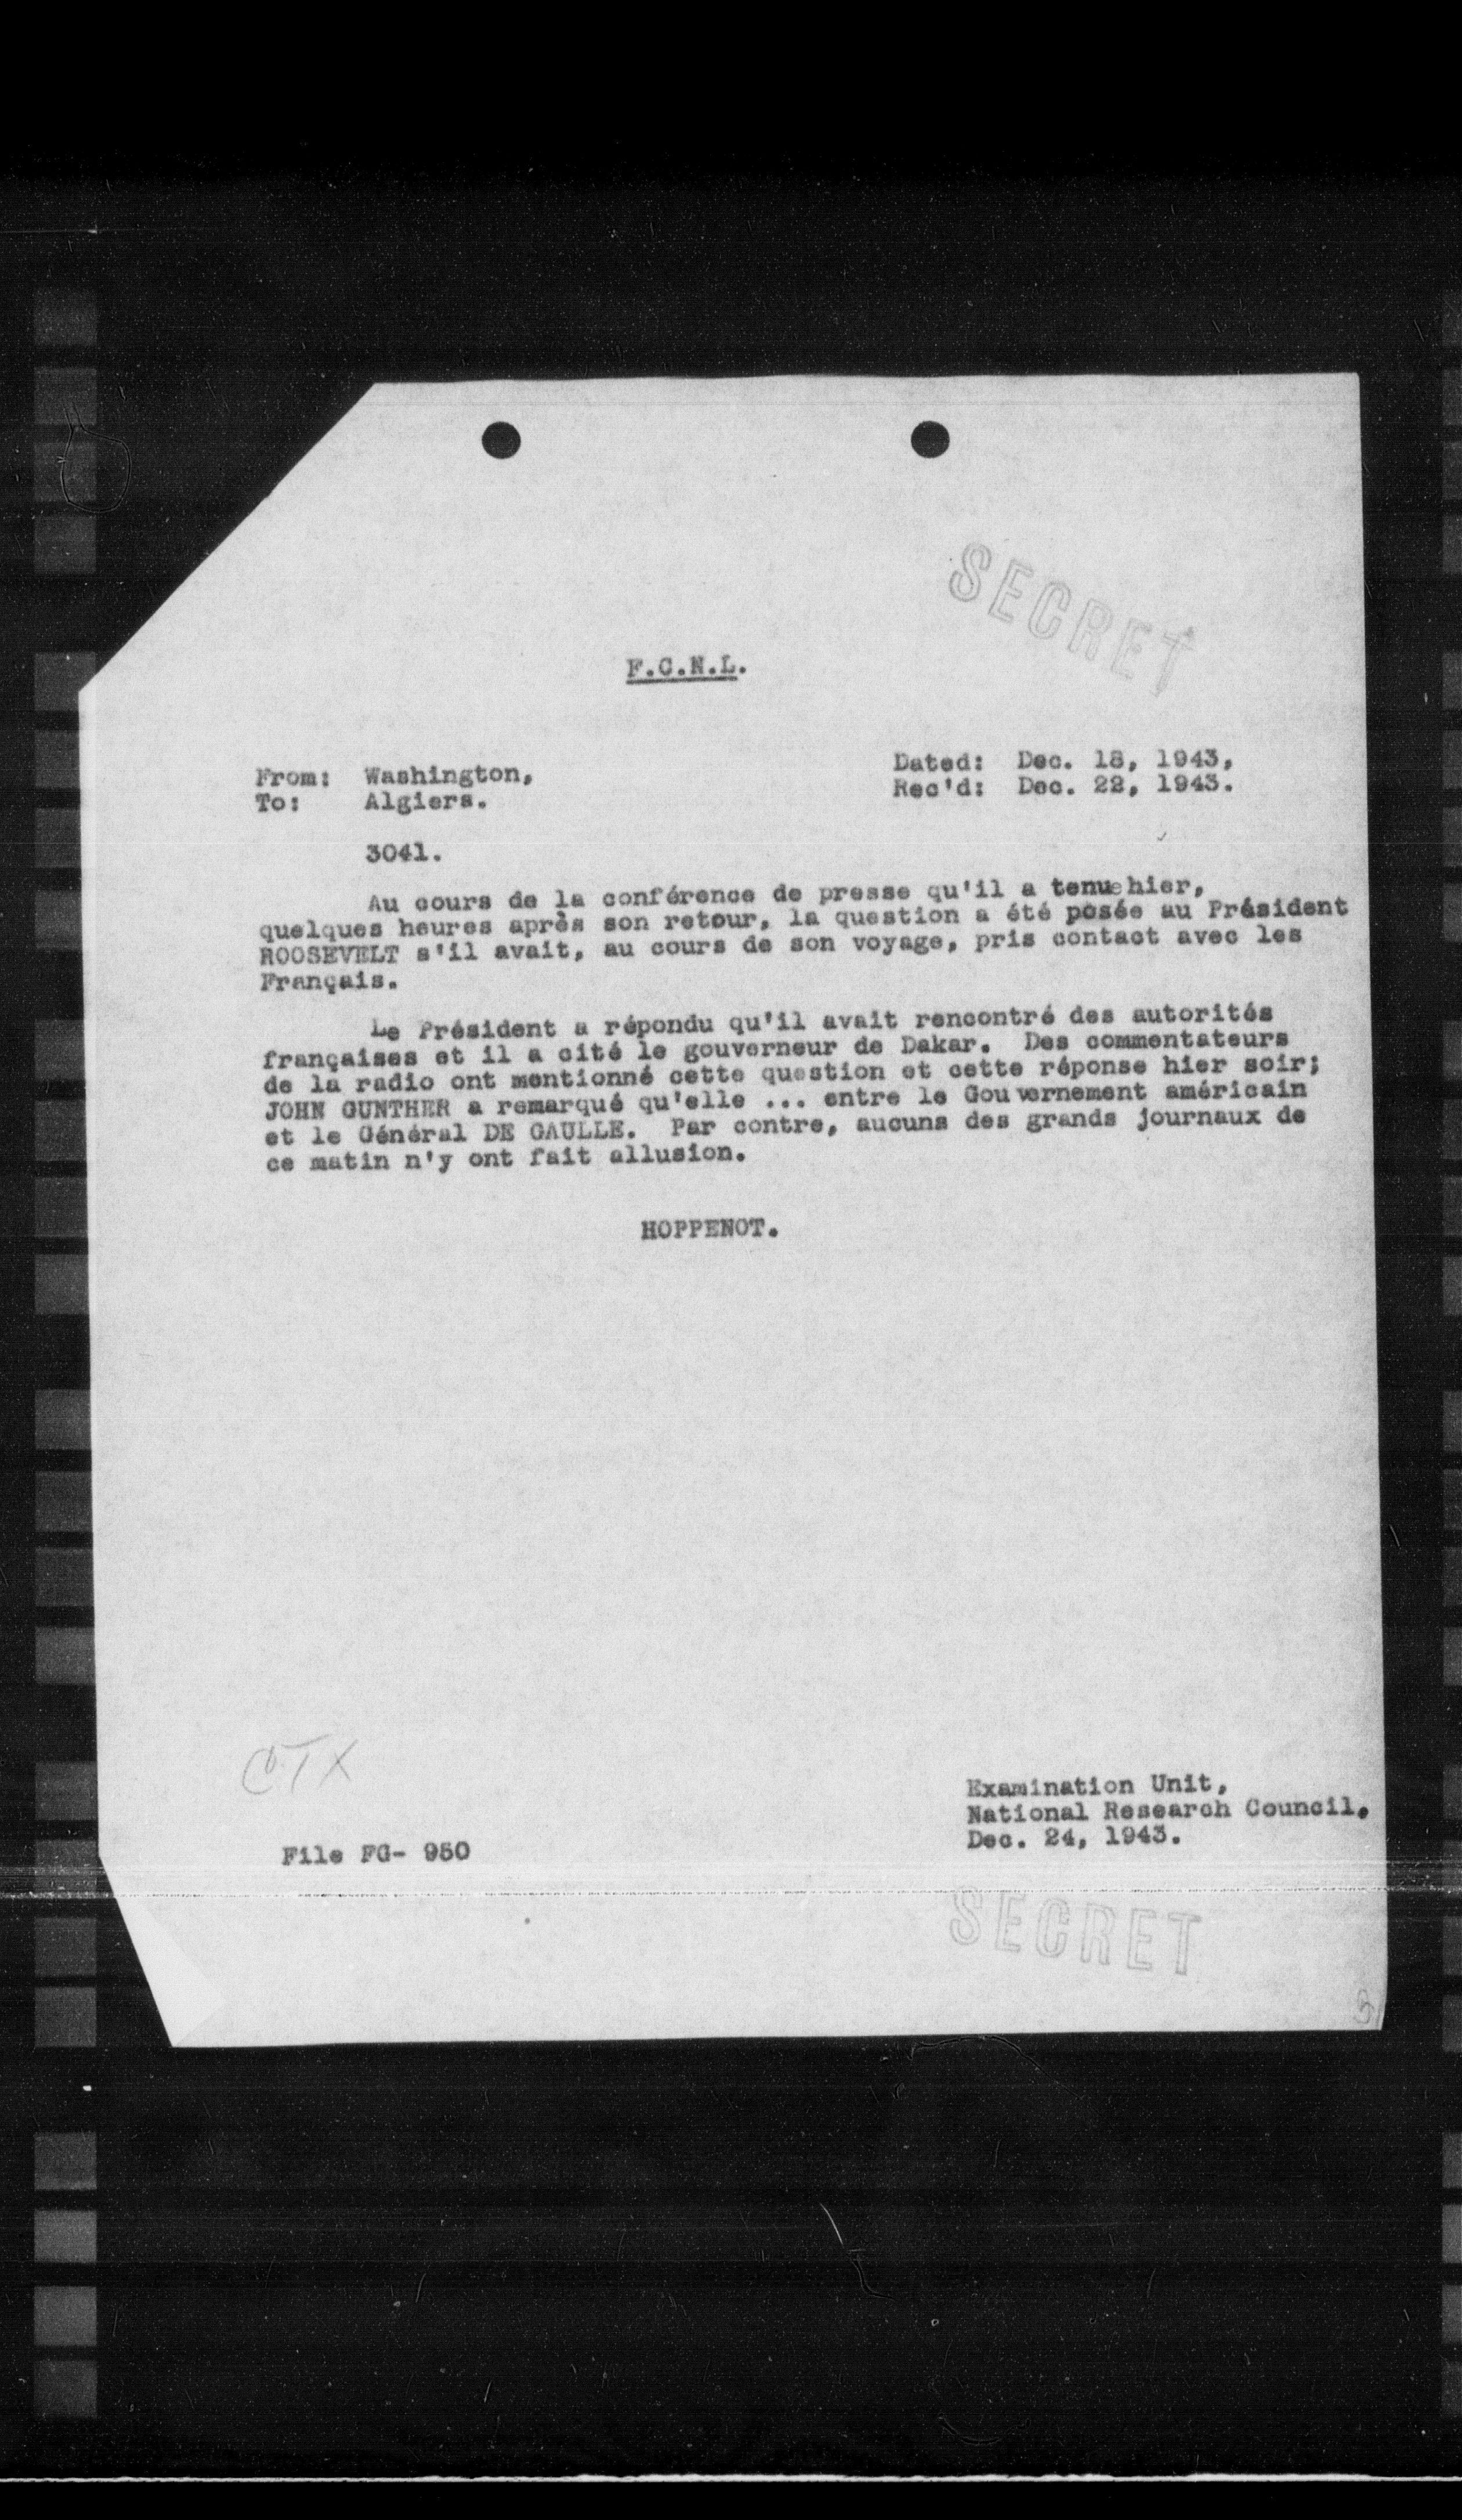 SECRET
F.C.N.L.
From: Washington,
To: Algiers.
Dated: Dec. 18, 1943,
Rec'd: Dec. 22, 1943.
3041.
Au cours de la conférence de presse qu'il a tenue hier,
quelques heures après son retour, la question a été posée au Président
ROOSEVELT s'il avait, au cours de son voyage, pris contact avec les
Français.
Le Président a répondu qu'il avait rencontré des autorités
françaises et il a cité le gouverneur de Dakar. Des commentateurs
de la radio ont mentionné cette question et cette réponse hier soir;
JOHN GUNTHER a remarqué qu'elle ... entre le Gouvernement américain
et le Général DE GAULLE. Par contre, aucuns des grands journaux de
ce matin n'y ont fait allusion.
HOPPENOT.
CTX
Examination Unit,
National Research Council.
Dec. 24, 1943.
File FG- 950
SECRET